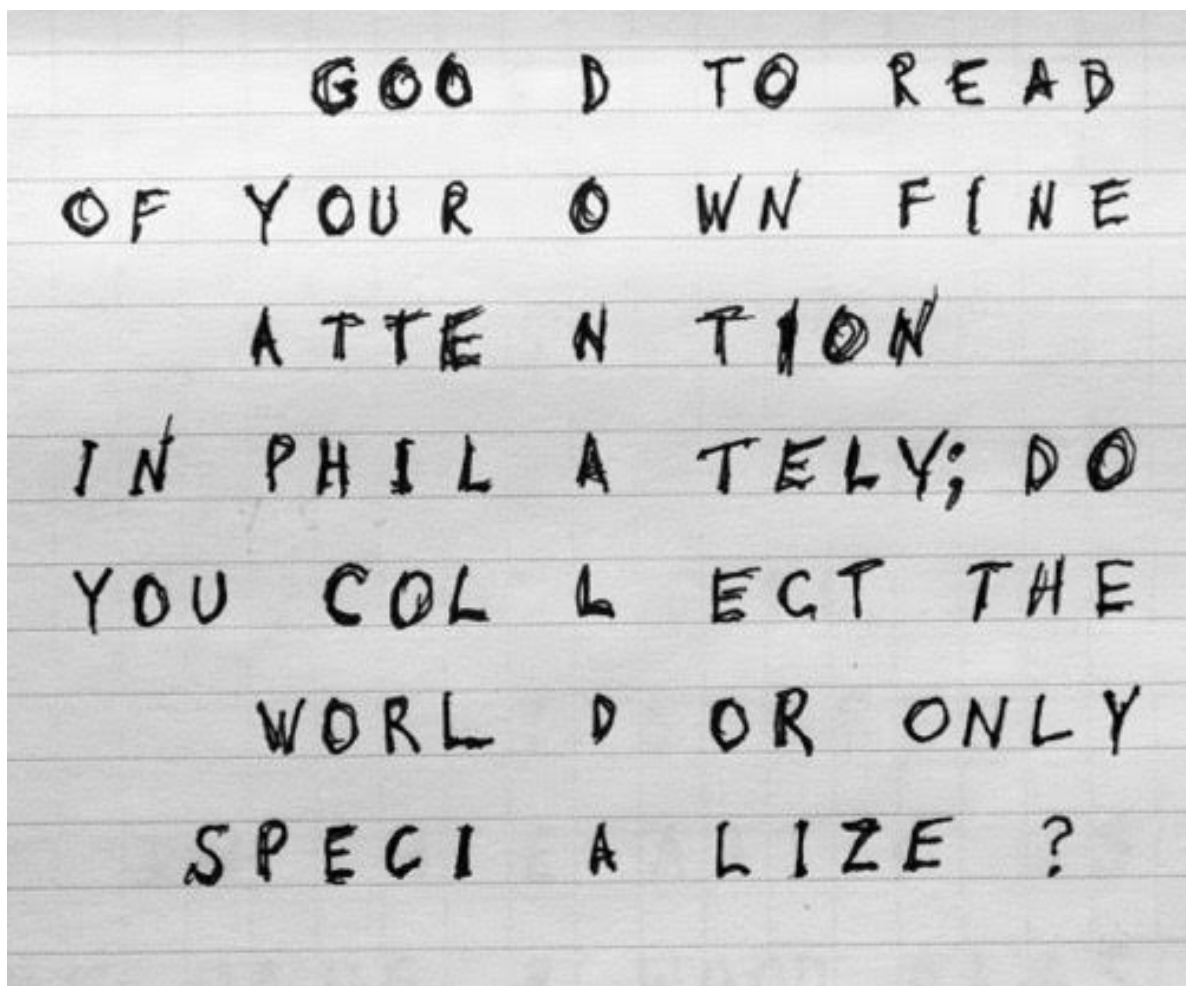 GOO D TO READ
OF YOUR O WN FINE
ATTE N TION
IN PHIL A TELY; DO
YOU COL L ECT THE
WORL D OR ONLY
SPECI A LIZE ?